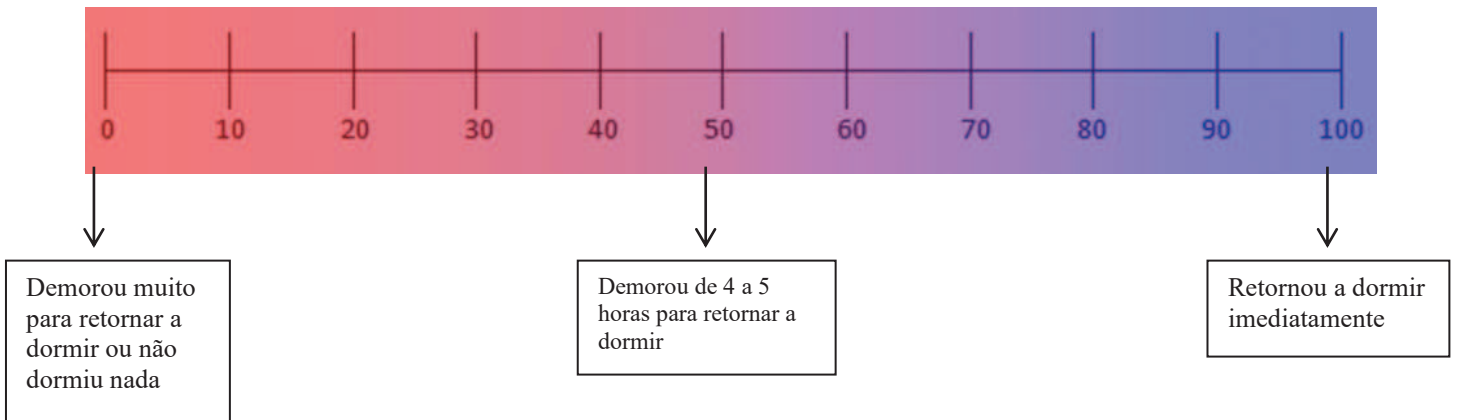 0 10 20 30 40 50 60 70 80 90 100
Demorou muito
para retornar a
dormir ou não
dormiu nada
Demorou de 4 a 5
horas para retornar a
dormir
Retornou a dormir
imediatamente